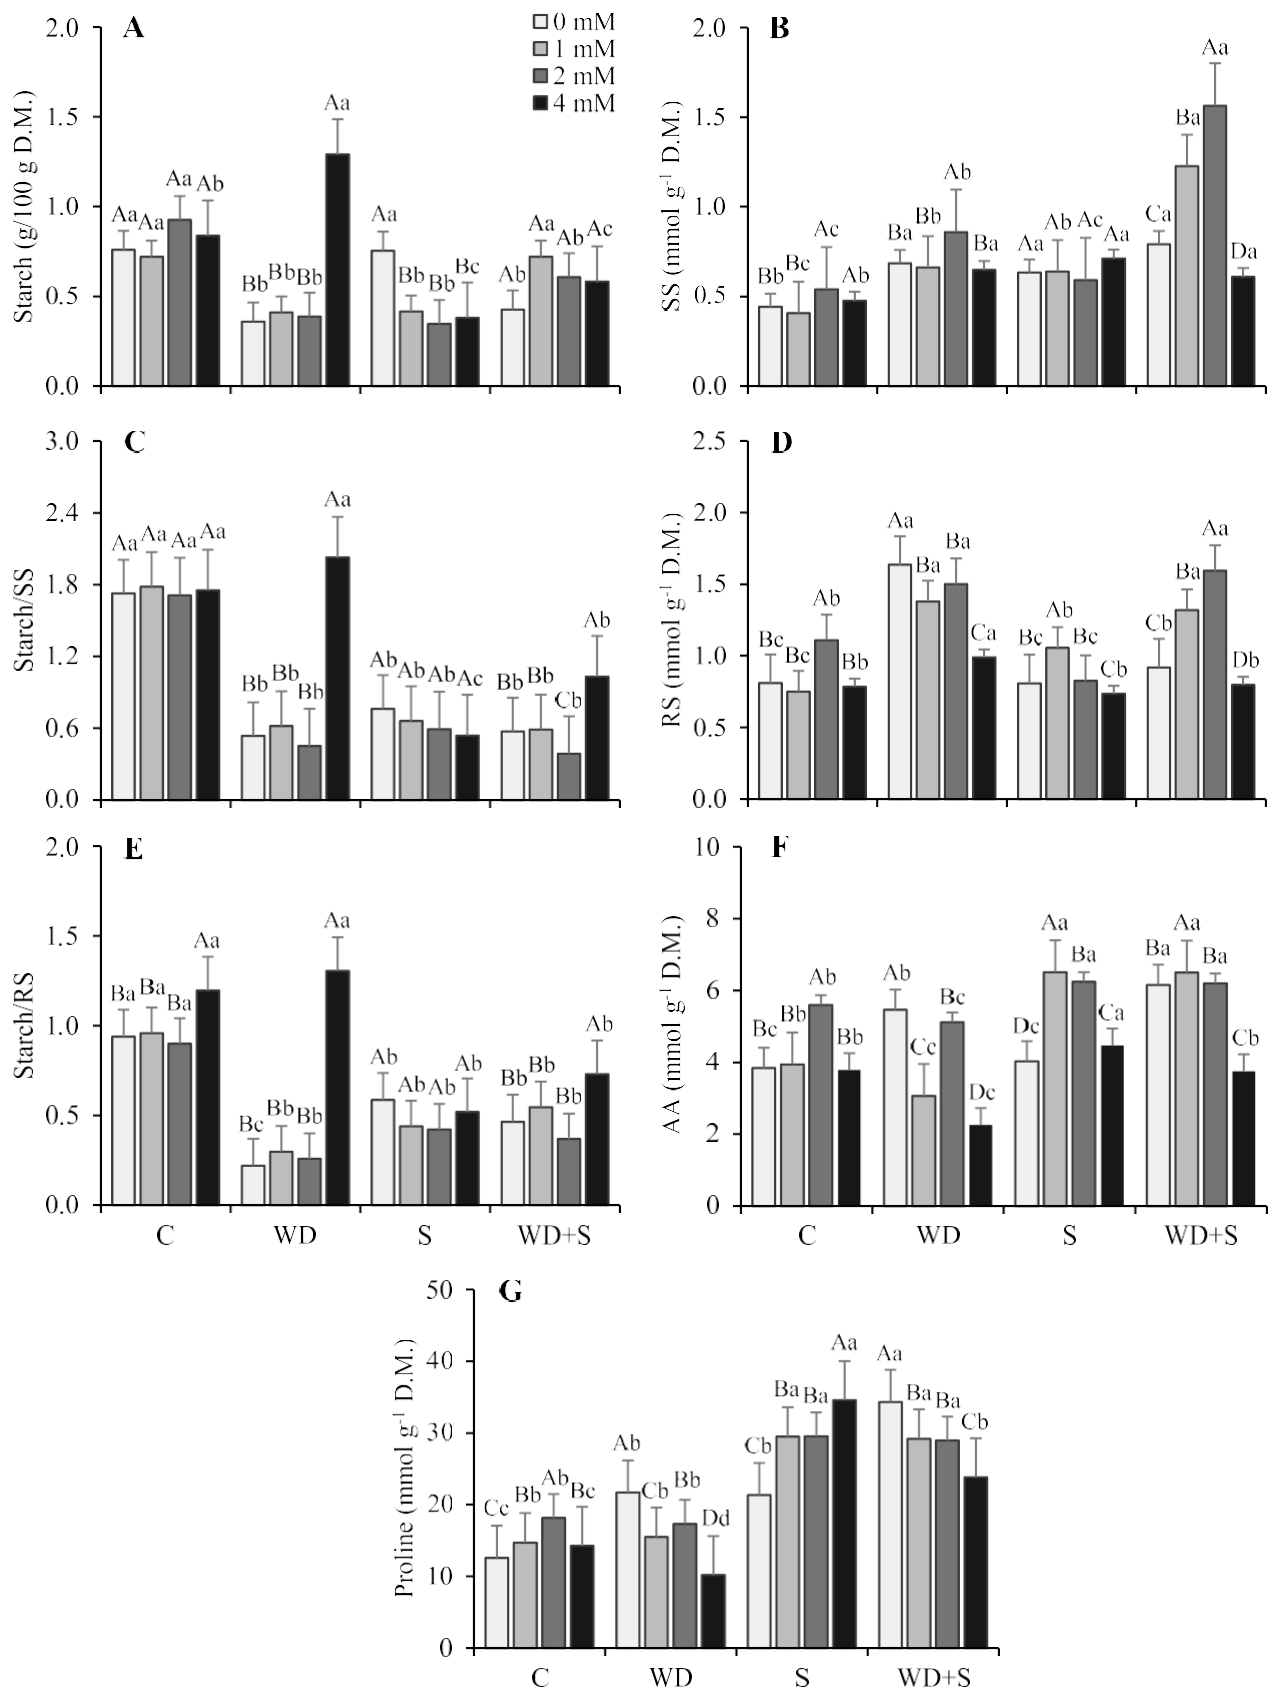 A
2.0
1.5
1.0
0.5
0.0
Starch (g/100 g D.M.)
0 mM
1 mM
2 mM
4 mM
Aa Aa Aa Ab
Bb Bb Bb Aa
Aa Bb Bb Bc
Ab Aa Ab Ac
B
2.0
1.5
1.0
0.5
0.0
SS (mmol g-1 D.M.)
Bb Bc Ac Ab
Ba Bb Ab Ba
Aa Ab Ac Aa
Ca Ba Aa Da
C
3.0
2.4
1.8
1.2
0.6
0.0
Starch/SS
Aa Aa Aa Aa
Bb Bb Bb Aa
Ab Ab Ab Ac
Bb Bb Cb Ab
D
2.5
2.0
1.5
1.0
0.5
0.0
RS (mmol g-1 D.M.)
Bc Bc Ab Bb
Aa Ba Ba Ca
Bc Ab Bc Cb
Cb Ba Aa Db
E
2.0
1.5
1.0
0.5
0.0
Starch/RS
Ba Ba Ba Aa
Bc Bb Bb Aa
Ab Ab Ab Ab
Bb Bb Bb Ab
C WD S WD+S
F
10
8
6
4
2
0
AA (mmol g-1 D.M.)
Bc Bb Ab Bb
Ab Cc Bc Dc
Dc Aa Ba Ca
Ba Aa Ba Cb
C WD S WD+S
G
50
40
30
20
10
0
Proline (mmol g-1 D.M.)
Cc Bb Ab Bc
Ab Cb Bb Dd
Cb Ba Ba Aa
Aa Ba Ba Cb
C WD S WD+S